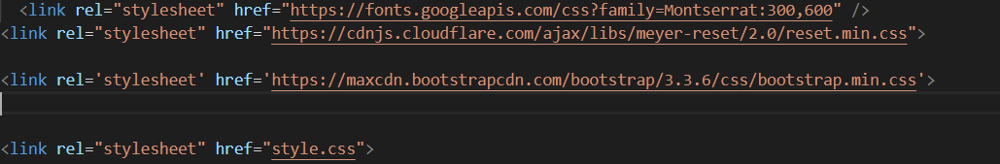 <link rel="stylesheet" href="https://fonts.googleapis.com/css?family=Montserrat:300,600" />
<link rel="stylesheet" href="https://cdnjs.cloudflare.com/ajax/libs/meyer-reset/2.0/reset.min.css">
<link rel='stylesheet' href='https://maxcdn.bootstrapcdn.com/bootstrap/3.3.6/css/bootstrap.min.css'>
<link rel="stylesheet" href="style.css">